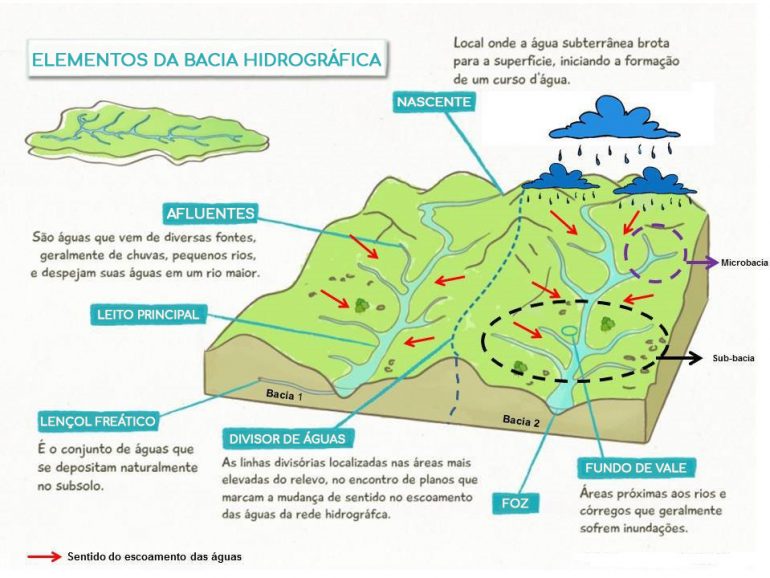 ELEMENTOS DA BACIA HIDROGRÁFICA
Local onde a água subterrânea brota
para a superfície, iniciando a formação
de um curso d'água.
NASCENTE
AFLUENTES
São águas que vem de diversas fontes,
geralmente de chuvas, pequenos rios,
e despejam suas águas em um rio maior.
Microbacia
LEITO PRINCIPAL
Sub-bacia
Bacia 1
Bacia 2
LENÇOL FREÁTICO
É o conjunto de águas que
se depositam naturalmente
no subsolo.
DIVISOR DE ÁGUAS
As linhas divisórias localizadas nas áreas mais
elevadas do relevo, no encontro de planos que
marcam a mudança de sentido no escoamento
das águas da rede hidrográfca.
FOZ
FUNDO DE VALE
Áreas próximas aos rios e
córregos que geralmente
sofrem inundações.
Sentido do escoamento das águas